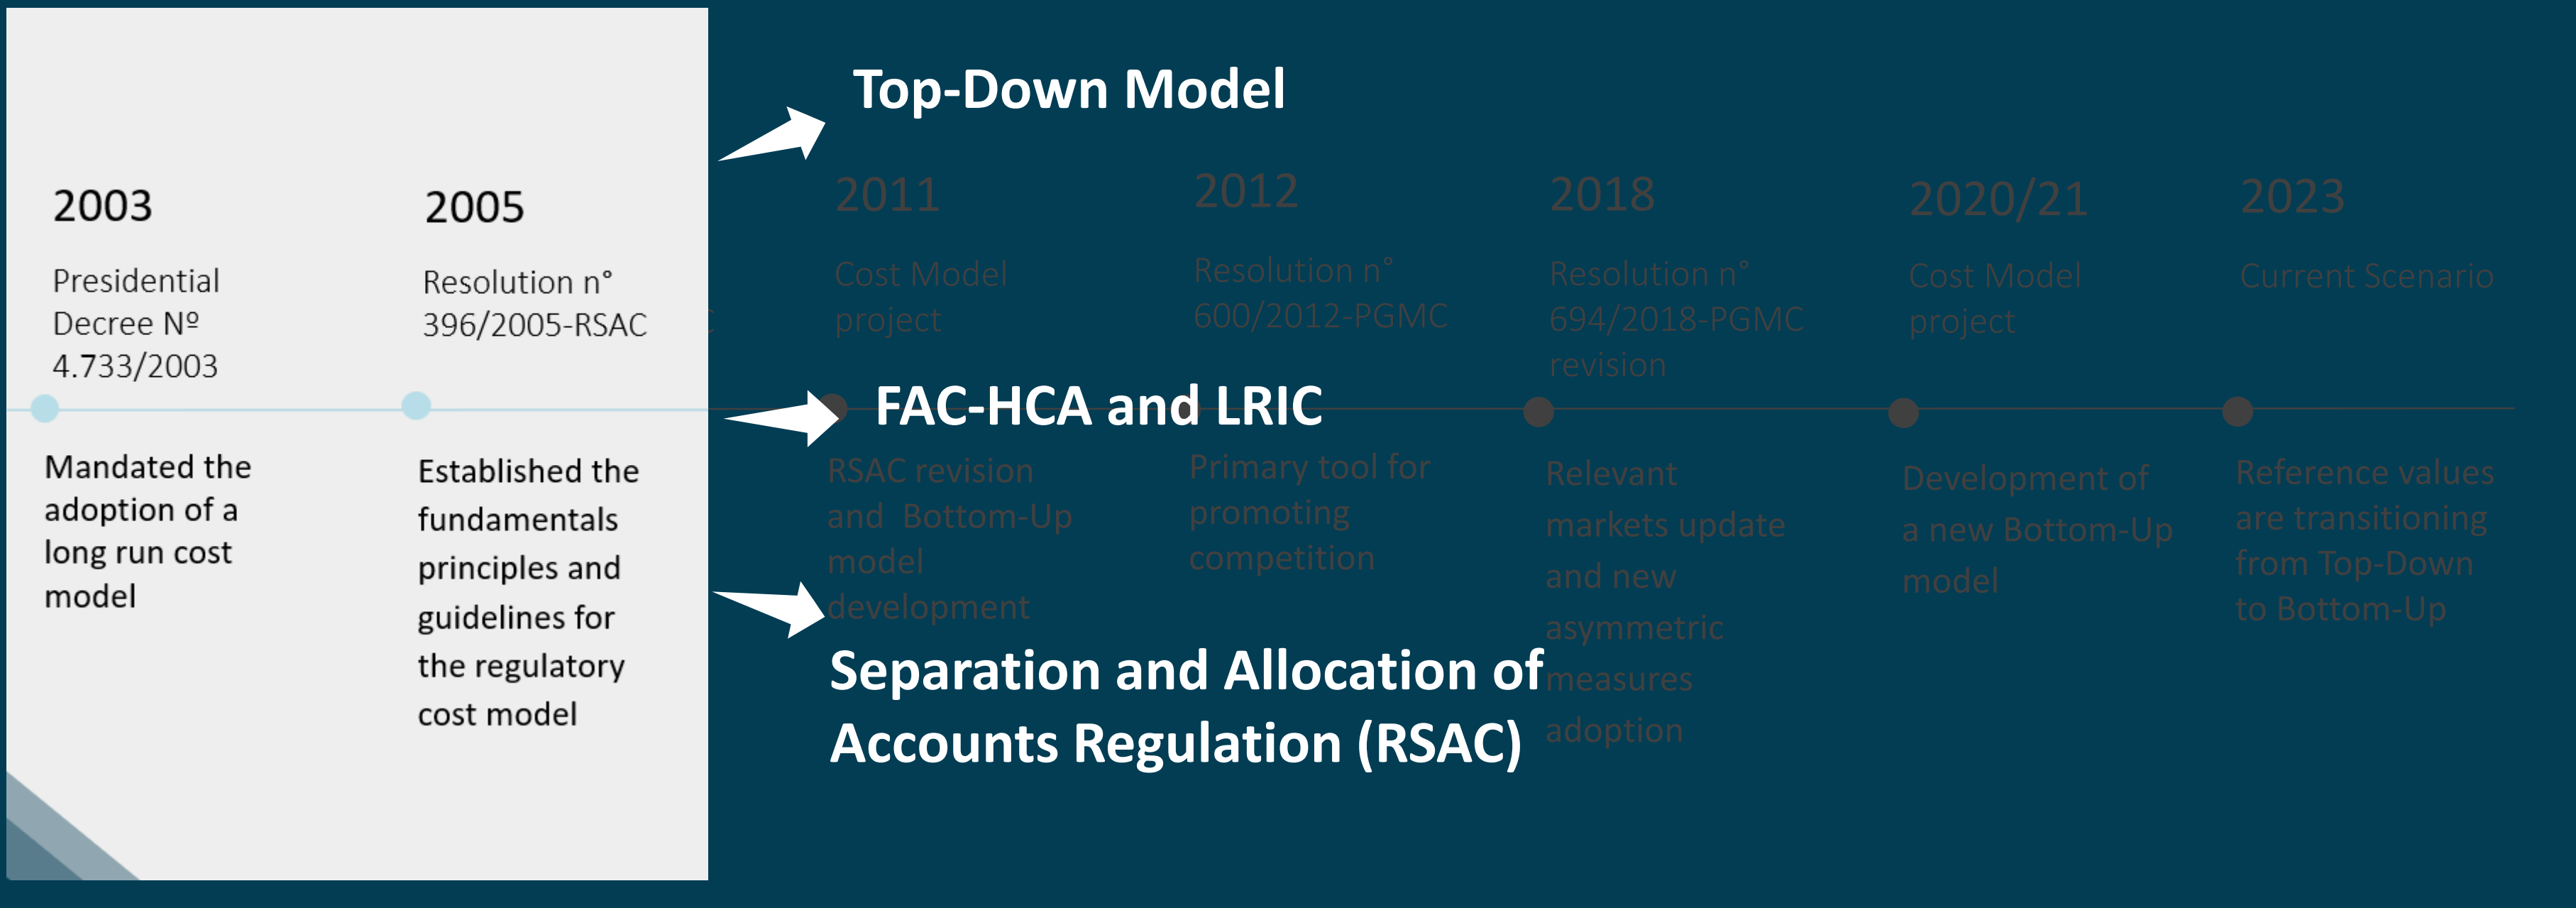 Top-Down Model
2003
Presidential
Decree Nº
4.733/2003
Mandated the
adoption of a
long run cost
model
2005
Resolution n°
396/2005-RSAC
Established the
fundamentals
principles and
guidelines for
the regulatory
cost model
2011
Cost Model
project
RSAC revision
and  Bottom-Up
model
development
2012
Resolution n°
600/2012-PGMC
Primary tool for
promoting
competition
2018
Resolution n°
694/2018-PGMC
revision
Relevant
markets update
and new
asymmetric
measures
adoption
2020/21
Cost Model
project
Development of
a new Bottom-Up
model
2023
Current Scenario
Reference values
are transitioning
from Top-Down
to Bottom-Up
FAC-HCA and LRIC
Separation and Allocation of
Accounts Regulation (RSAC)